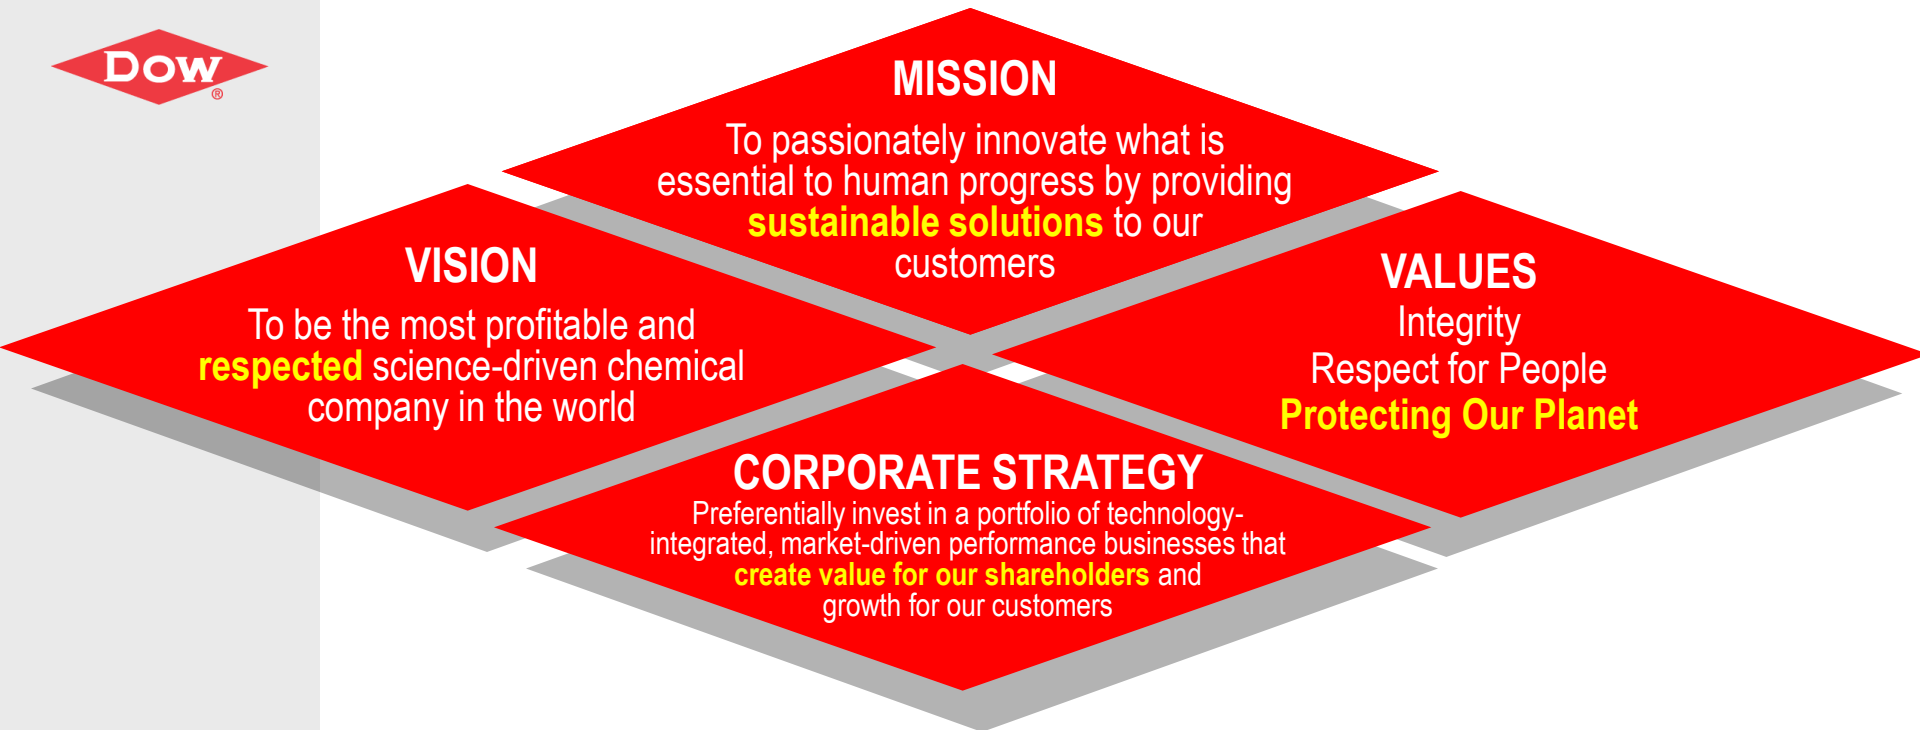 Dow
®
MISSION
To passionately innovate what is
essential to human progress by providing
sustainable solutions to our
customers
VISION
To be the most profitable and
respected science-driven chemical
company in the world
VALUES
Integrity
Respect for People
Protecting Our Planet
CORPORATE STRATEGY
Preferentially invest in a portfolio of technology-
integrated, market-driven performance businesses that
create value for our shareholders and
growth for our customers